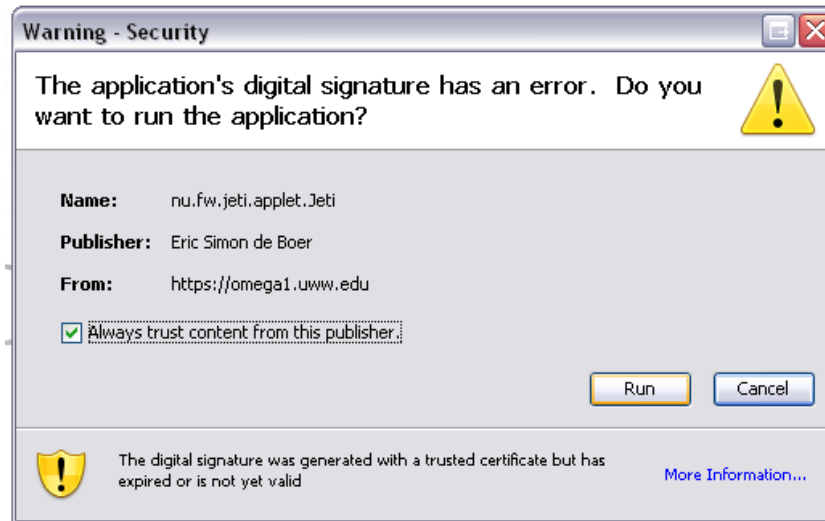 Warning - Security
The application's digital signature has an error. Do you
want to run the application?
Name: nu.fw.jeti.applet.Jeti
Publisher: Eric Simon de Boer
From: https://omega1.uww.edu
Always trust content from this publisher.
Run Cancel
The digital signature was generated with a trusted certificate but has
expired or is not yet valid
More Information...